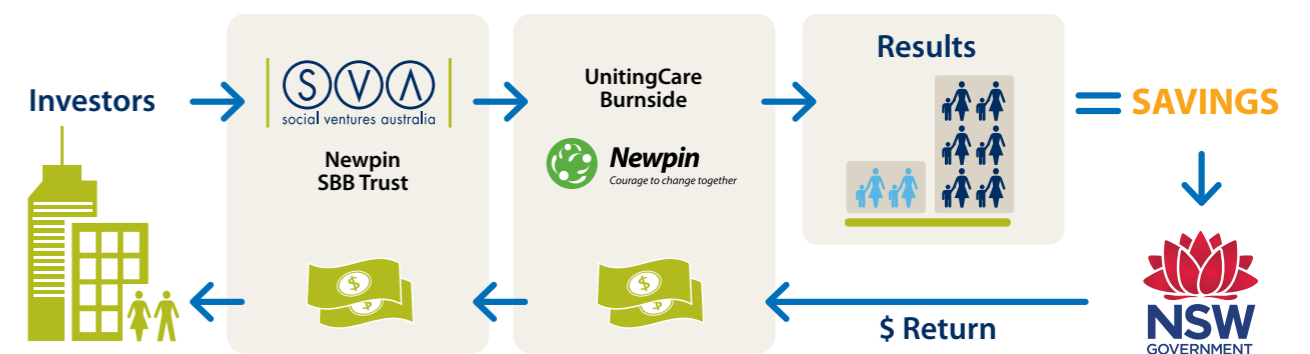 Investors
SVA
social ventures australia
Newpin
SBB Trust
UnitingCare
Burnside
Newpin
Courage to change together
Results
= SAVINGS
$
$
$
$
$ Return
NSW
GOVERNMENT